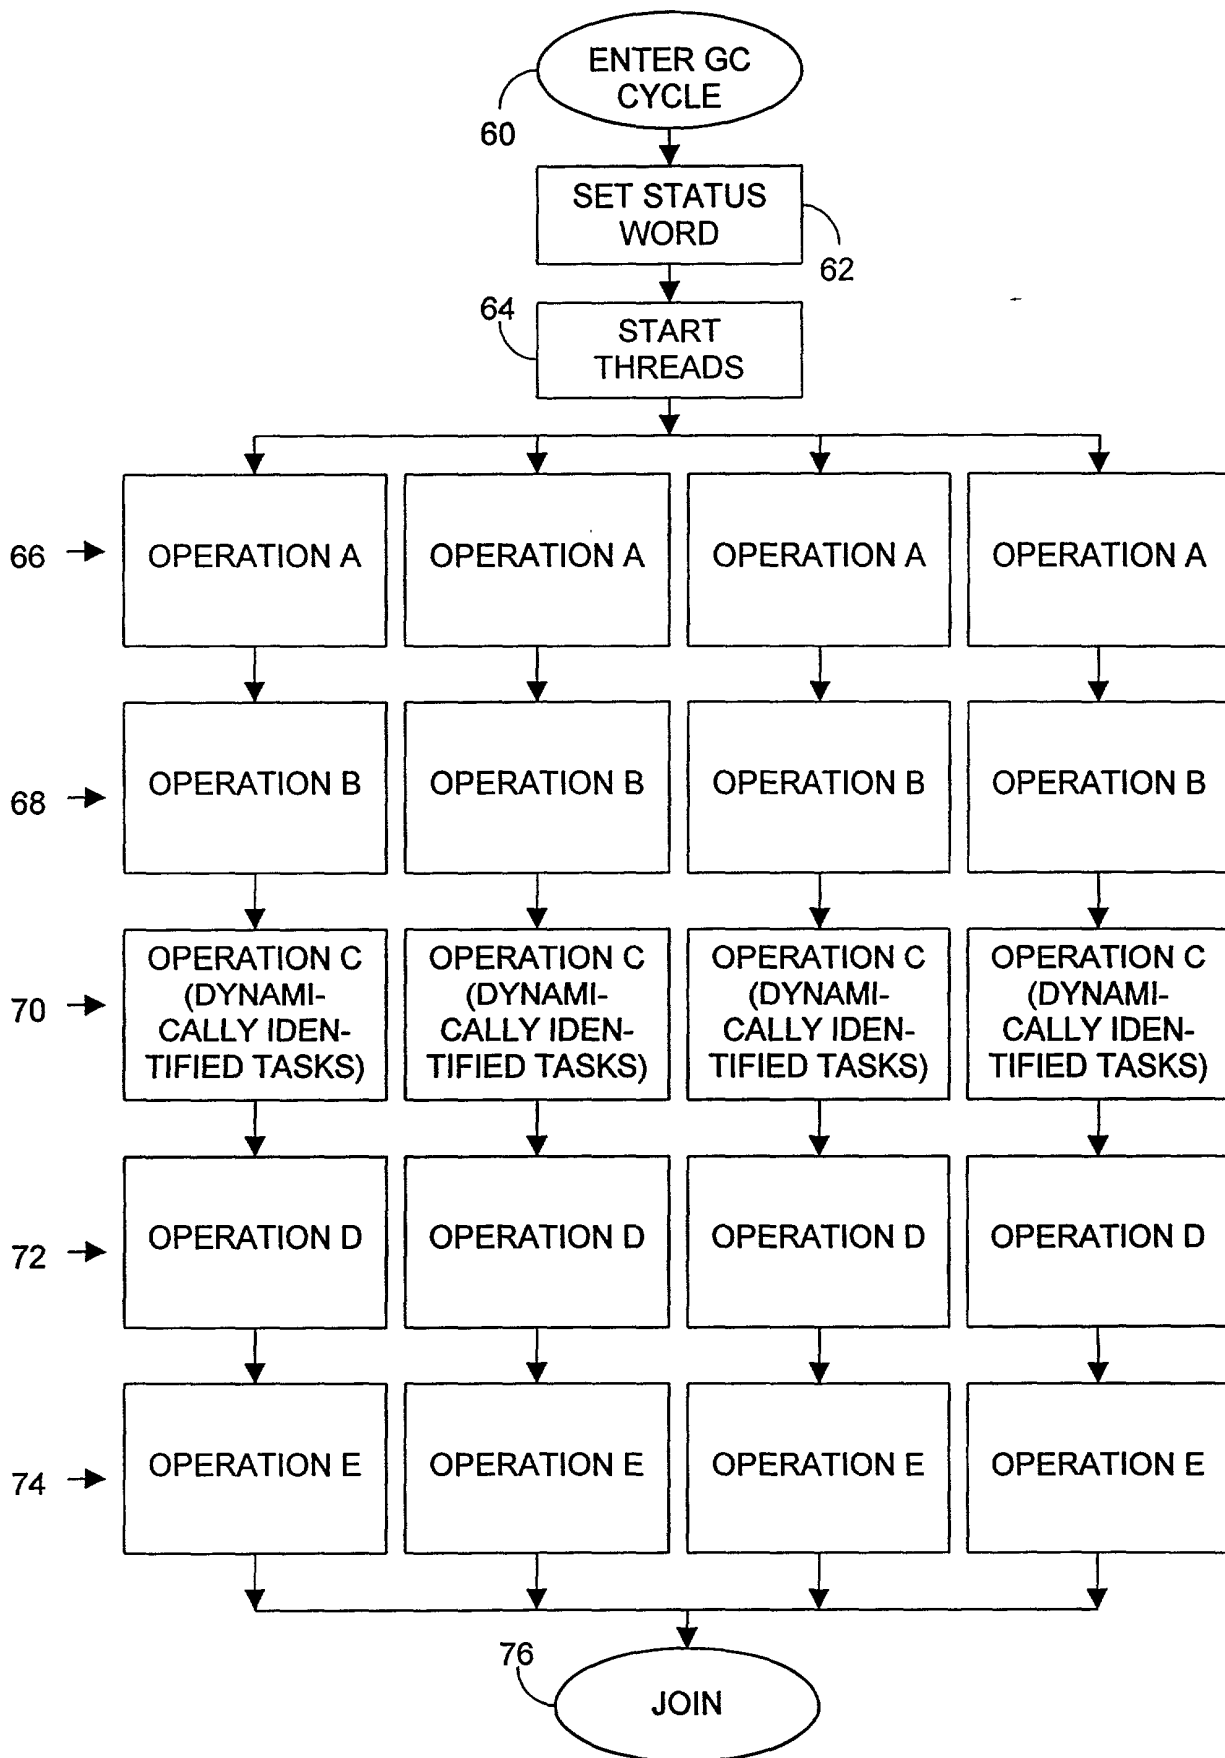 ENTER GC
CYCLE
60
SET STATUS
WORD
62
64
START
THREADS
66
OPERATION A
OPERATION A
OPERATION A
OPERATION A
68
OPERATION B
OPERATION B
OPERATION B
OPERATION B
70
OPERATION C
(DYNAMI-
CALLY IDEN-
TIFIED TASKS)
OPERATION C
(DYNAMI-
CALLY IDEN-
TIFIED TASKS)
OPERATION C
(DYNAMI-
CALLY IDEN-
TIFIED TASKS)
OPERATION C
(DYNAMI-
CALLY IDEN-
TIFIED TASKS)
72
OPERATION D
OPERATION D
OPERATION D
OPERATION D
74
OPERATION E
OPERATION E
OPERATION E
OPERATION E
76
JOIN